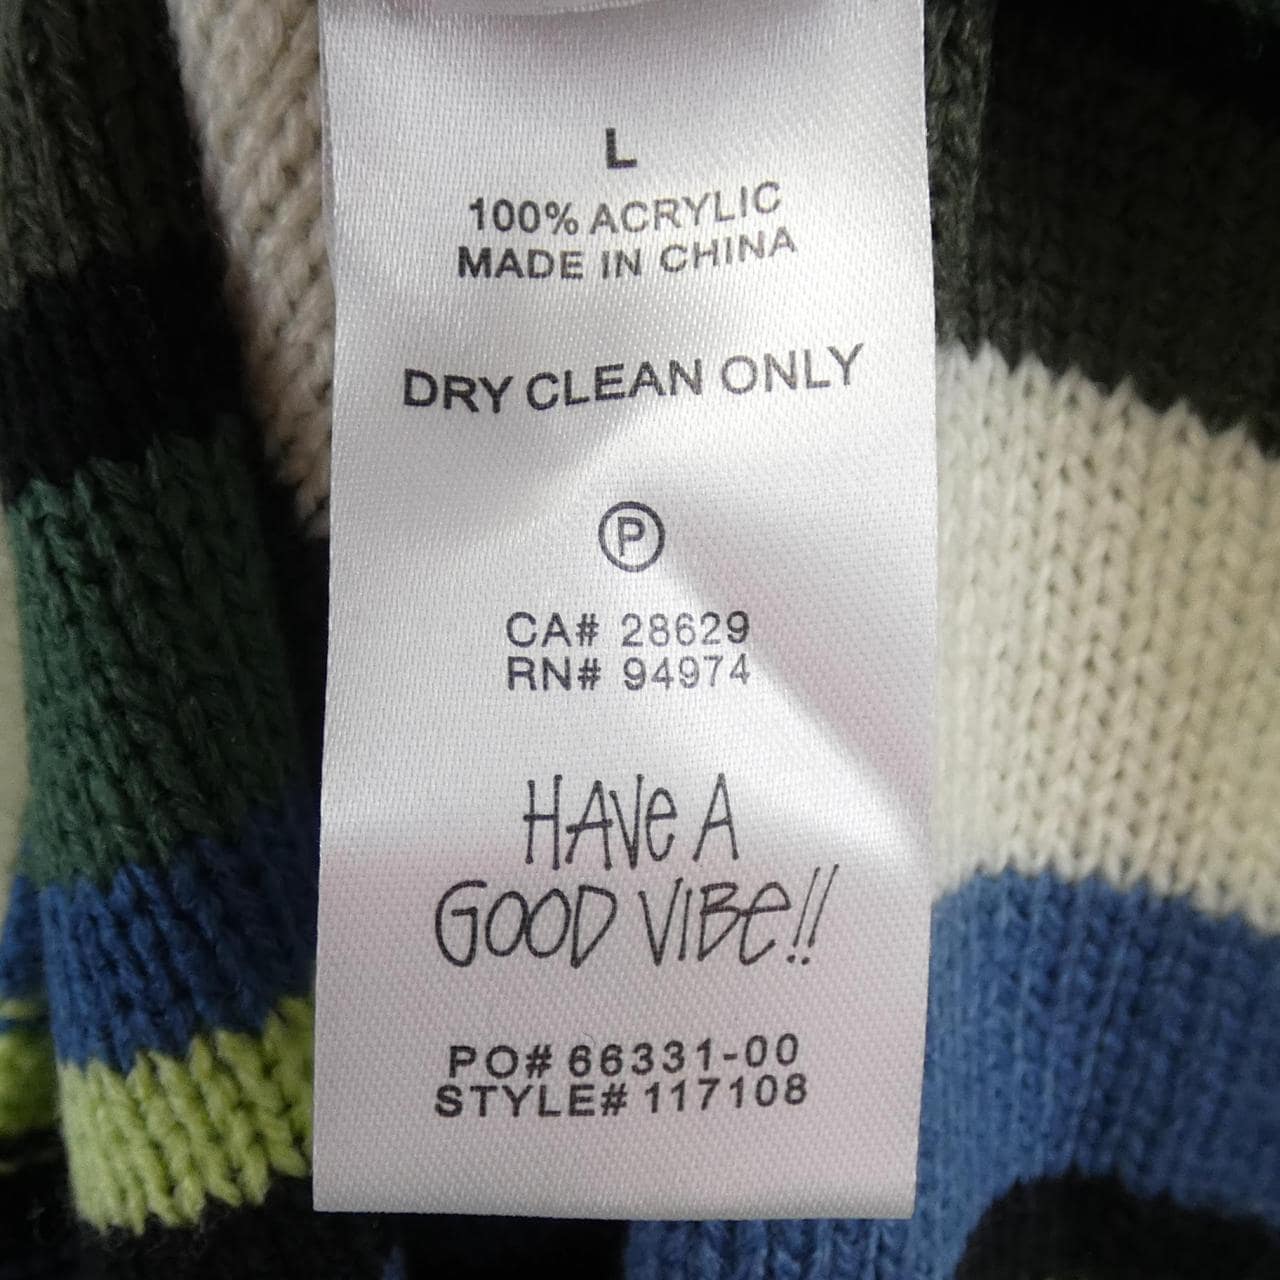 L
100% ACRYLIC
MADE IN CHINA
DRY CLEAN ONLY
P
CA# 28629
RN# 94974
HAVe A
GOOD VIBe!!
PO# 66331-00
STYLE# 117108